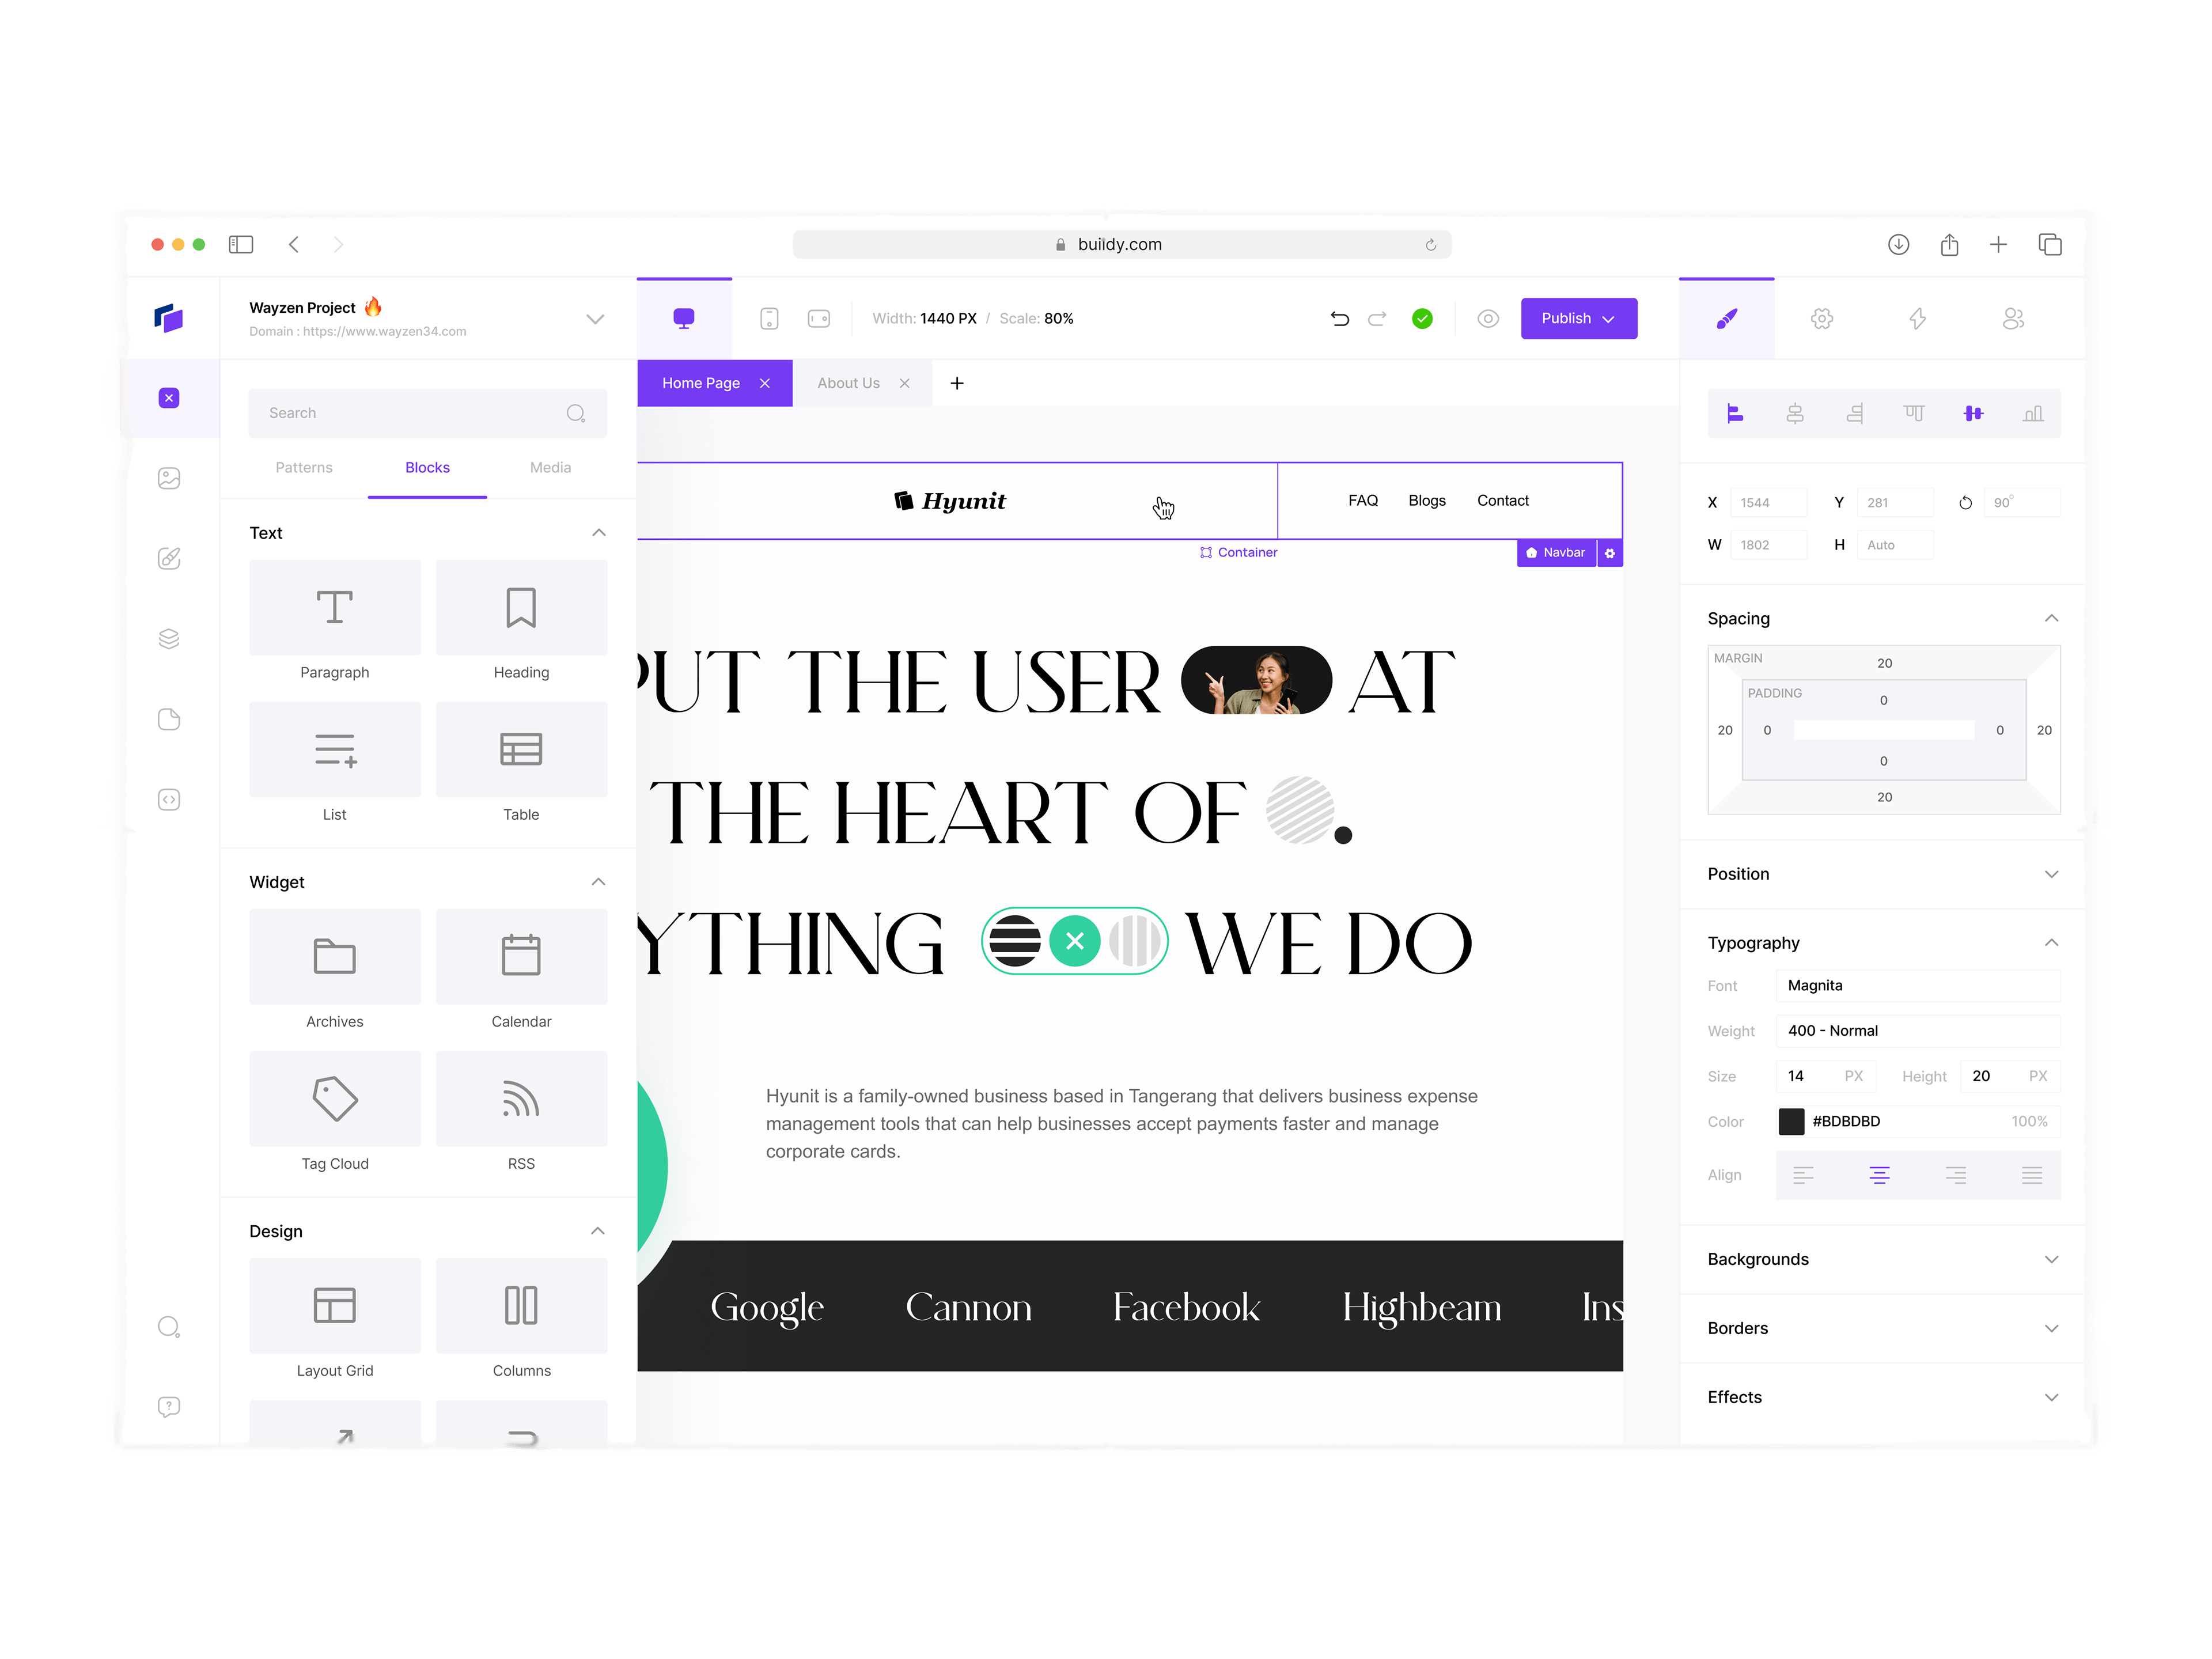 buildy.com
Wayzen Project
Domain : https://www.wayzen34.com
Width: 1440 PX / Scale: 80%
Publish
Home Page
About Us
Search
Patterns
Blocks
Media
Text
Paragraph
Heading
List
Table
Widget
Archives
Calendar
Tag Cloud
RSS
Design
Layout Grid
Columns
Hyunit
FAQ
Blogs
Contact
Container
Navbar
PUT THE USER AT
THE HEART OF .
YTHING WE DO
Hyunit is a family-owned business based in Tangerang that delivers business expense
management tools that can help businesses accept payments faster and manage
corporate cards.
Google
Cannon
Facebook
Highbeam
Ins
X 1544
Y 281
90°
W 1802
H Auto
Spacing
MARGIN
20
PADDING
0
20
0
0
20
0
20
Position
Typography
Font Magnita
Weight 400 - Normal
Size 14 PX
Height 20 PX
Color #BDBDBD 100%
Align
Backgrounds
Borders
Effects